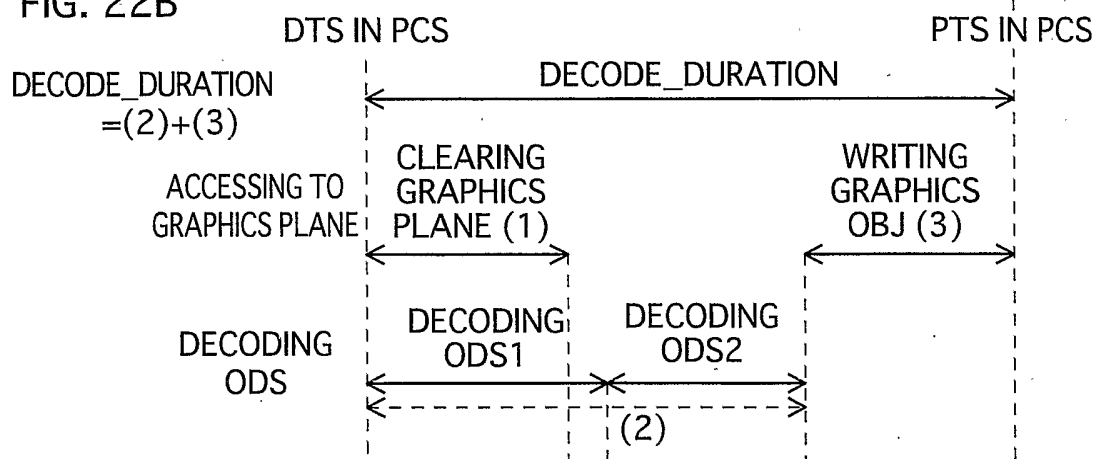 FIG. 22B
DTS IN PCS
PTS IN PCS
DECODE_DURATION
=(2)+(3)
DECODE_DURATION
ACCESSING TO
GRAPHICS PLANE
CLEARING
GRAPHICS
PLANE (1)
WRITING
GRAPHICS
OBJ (3)
DECODING
ODS
DECODING
ODS1
DECODING
ODS2
(2)